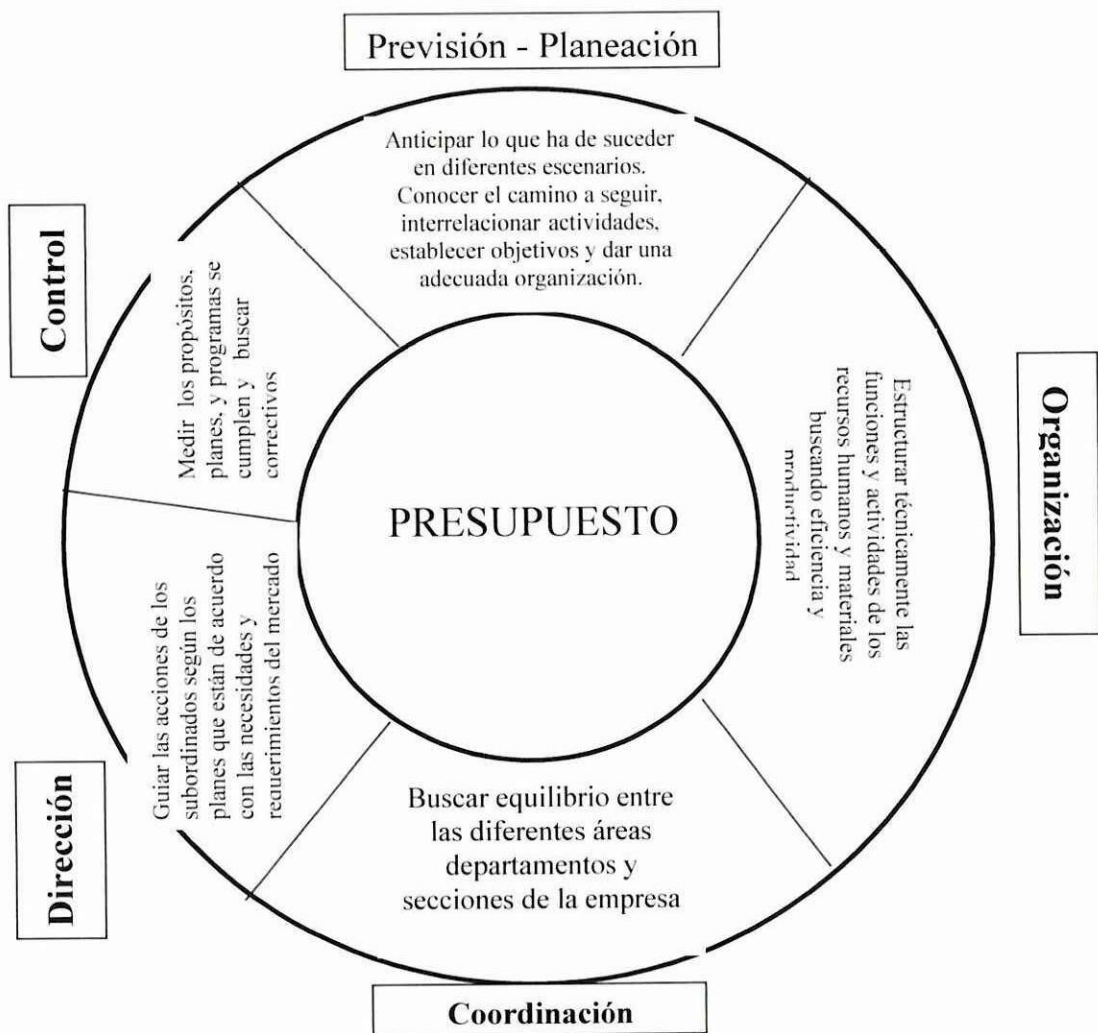 Previsión - Planeación
Anticipar lo que ha de suceder
en diferentes escenarios.
Conocer el camino a seguir,
interrelacionar actividades,
establecer objetivos y dar una
adecuada organización.
Organización
Estructurar técnicamente las
funciones y actividades de los
recursos humanos y materiales
buscando eficiencia y
productividad
Coordinación
Buscar equilibrio entre
las diferentes áreas
departamentos y
secciones de la empresa
Dirección
Guiar las acciones de los
subordinados según los
planes que están de acuerdo
con las necesidades y
requerimientos del mercado
Control
Medir los propósitos,
planes, y programas se
cumplen y buscar
correctivos
PRESUPUESTO